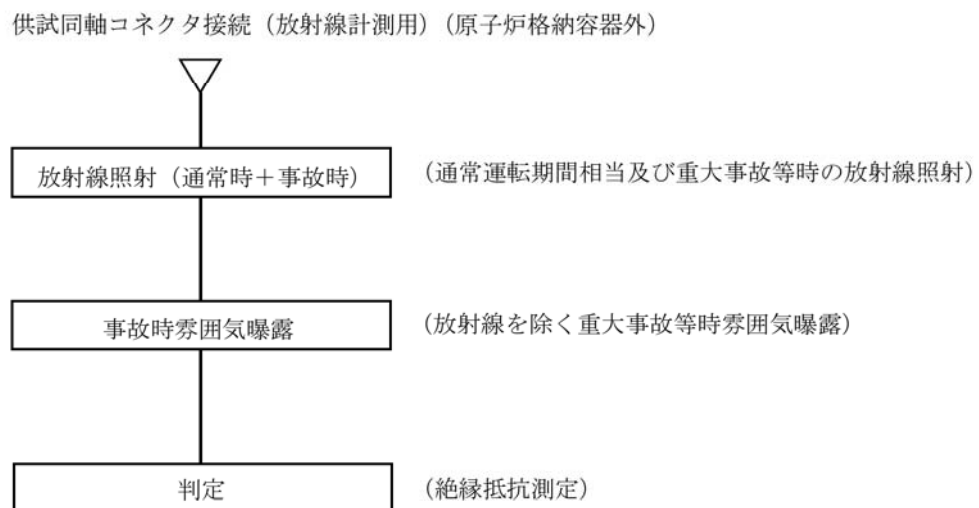 供試同軸コネクタ接続（放射線計測用）（原子炉格納容器外）
放射線照射（通常時＋事故時）　（通常運転期間相当及び重大事故等時の放射線照射）
事故時雰囲気曝露　（放射線を除く重大事故等時雰囲気曝露）
判定　（絶縁抵抗測定）